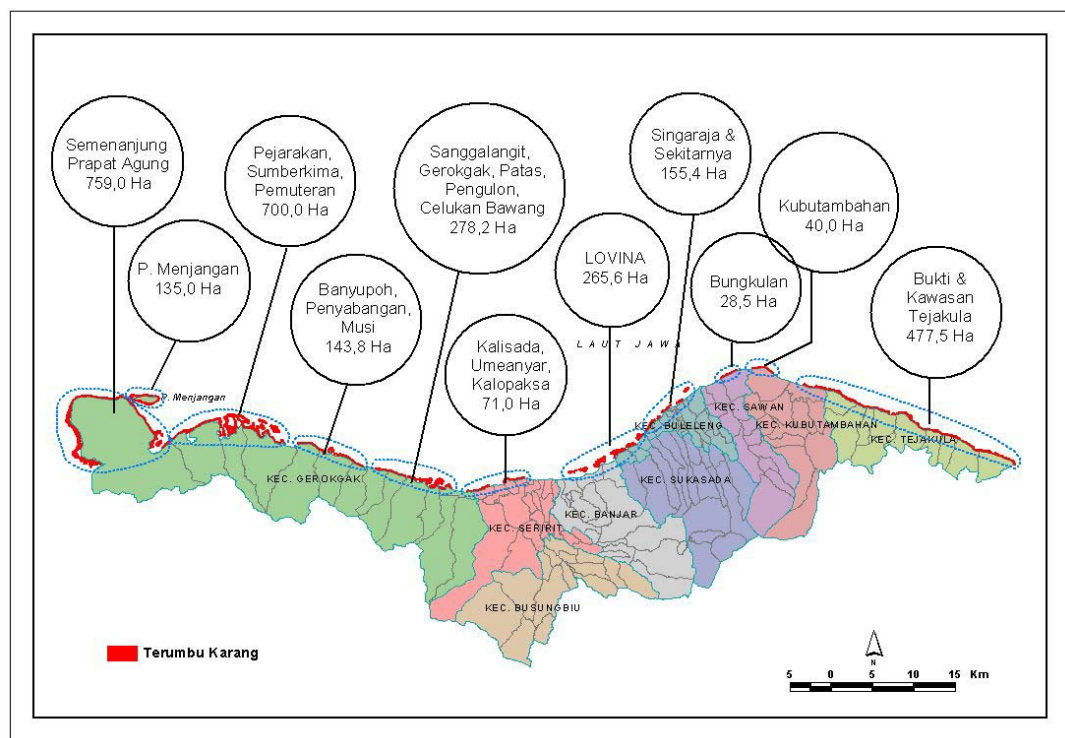 Semenanjung
Prapat Agung
759,0 Ha
P. Menjangan
135,0 Ha
Pejarakan,
Sumberkima,
Pemuteran
700,0 Ha
Banyupoh,
Penyabangan,
Musi
143,8 Ha
Sanggalangit,
Gerokgak, Patas,
Pengulon,
Celukan Bawang
278,2 Ha
Kalisada,
Umeanyar,
Kalopaksa
71,0 Ha
LOVINA
265,6 Ha
Singaraja &
Sekitarnya
155,4 Ha
Bungkulan
28,5 Ha
Kubutambahan
40,0 Ha
Bukti &
Kawasan
Tejakula
477,5 Ha
LAUT JAWA
P. Menjangan
KEC. GEROKGAK
KEC. SERIRIT
KEC. BUSUNGBIU
KEC. BANJAR
KEC. SUKASADA
KEC. BULELENG
KEC. SAWAN
KEC. KUBUTAMBAHAN
KEC. TEJAKULA
Terumbu Karang
N
5 0 5 10 15 Km